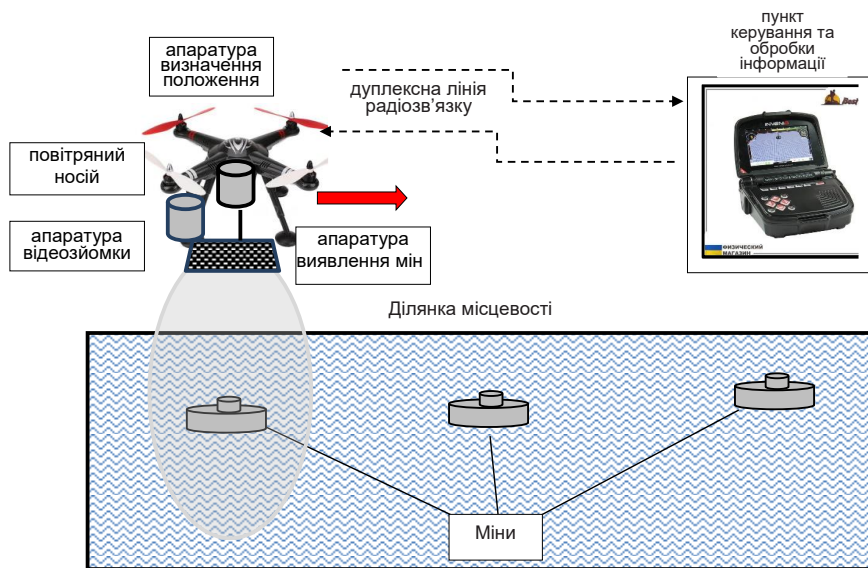 апаратура
визначення
положення
пункт
керування та
обробки
інформації
дуплексна лінія
радіозв’язку
Best
повітряний
носій
апаратура
відеозйомки
апаратура
виявлення мін
ФИЗИЧЕСКИЙ
МАГАЗИН
Ділянка місцевості
Міни